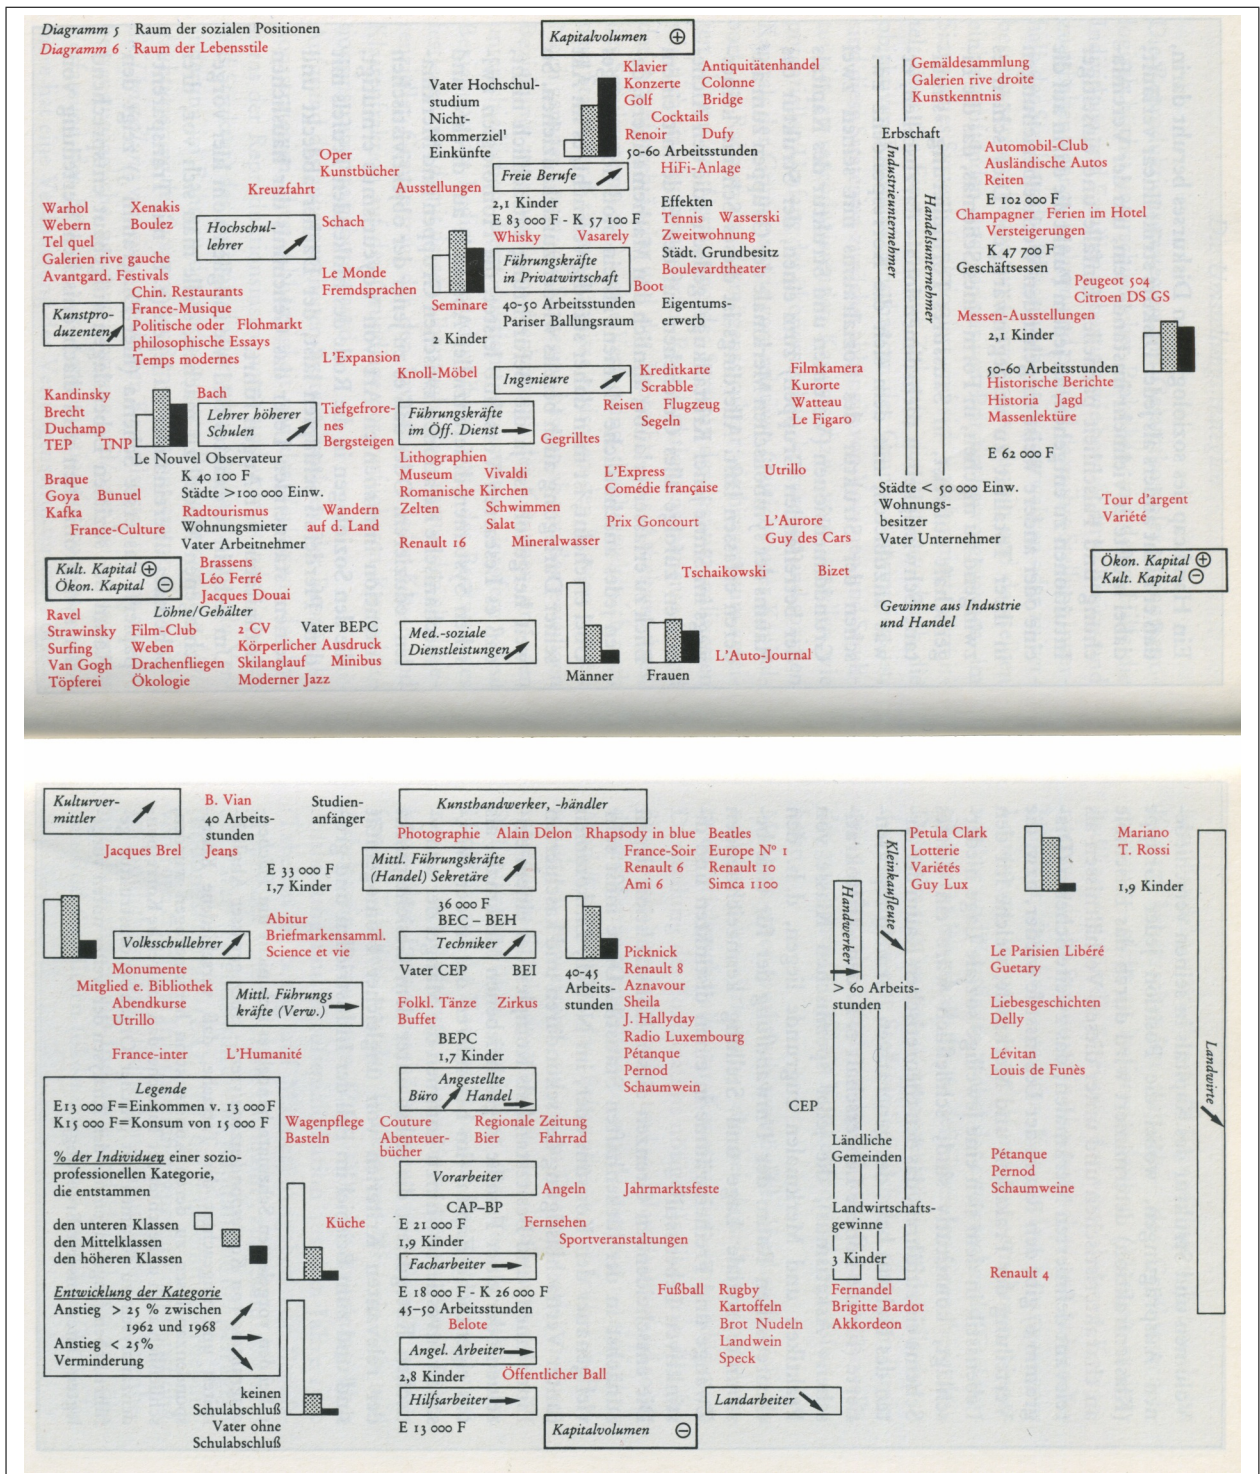 Diagramm 5 Raum der sozialen Positionen
Diagramm 6 Raum der Lebensstile
Kapitalvolumen ⊕
Vater Hochschul-
studium
Nicht-
kommerziel¹
Einkünfte
Klavier Antiquitätenhandel
Konzerte Colonne
Golf Bridge
Cocktails
Renoir Dufy
50-60 Arbeitsstunden
HiFi-Anlage
Gemäldesammlung
Galerien rive droite
Kunstkenntnis
Erbschaft
Industrieunternehmer
Handelsunternehmer
Automobil-Club
Ausländische Autos
Reiten
E 102 000 F
Champagner Ferien im Hotel
Versteigerungen
K 47 700 F
Geschäftsessen
Peugeot 504
Citroen DS GS
Messen-Ausstellungen
2,1 Kinder
50-60 Arbeitsstunden
Historische Berichte
Historia Jagd
Massenlektüre
E 62 000 F
Oper
Kunstbücher
Kreuzfahrt
Ausstellungen
Freie Berufe
2,1 Kinder
E 83 000 F - K 57 100 F
Whisky Vasarely
Effekten
Tennis Wasserski
Zweitwohnung
Städt. Grundbesitz
Boulevardtheater
Führungskräfte
in Privatwirtschaft
Boot
Warhol Xenakis
Webern Boulez
Tel quel
Galerien rive gauche
Avantgard. Festivals
Hochschul-
lehrer
Schach
Le Monde
Fremdsprachen
Seminare
2 Kinder
40-50 Arbeitsstunden
Pariser Ballungsraum
Eigentums-
erwerb
Kunstpro-
duzenten
Chin. Restaurants
France-Musique
Politische oder Flohmarkt
philosophische Essays
Temps modernes
L'Expansion
Knoll-Möbel
Ingenieure
Kreditkarte
Scrabble
Reisen Flugzeug
Segeln
Filmkamera
Kurorte
Watteau
Le Figaro
Kandinsky
Brecht
Duchamp
TEP TNP
Bach
Lehrer höherer
Schulen
Tiefgefrore-
nes
Bergsteigen
Führungskräfte
im Öff. Dienst
Gegrilltes
Le Nouvel Observateur
K 40 100 F
Städte >100 000 Einw.
Radtourismus
Wohnungsmieter
Vater Arbeitnehmer
Wandern
auf d. Land
Braque
Goya Bunuel
Kafka
France-Culture
Lithographien
Museum Vivaldi
Romanische Kirchen
Zelten Schwimmen
Salat
Renault 16 Mineralwasser
L'Express
Comédie française
Prix Goncourt
Utrillo
L'Aurore
Guy des Cars
Städte < 50 000 Einw.
Wohnungs-
besitzer
Vater Unternehmer
Tour d'argent
Variété
Kult. Kapital ⊕
Ökon. Kapital ⊖
Brassens
Léo Ferré
Jacques Douai
Tschaikowski Bizet
Ökon. Kapital ⊕
Kult. Kapital ⊖
Gewinne aus Industrie
und Handel
Löhne/Gehälter
Ravel
Strawinsky
Surfing
Van Gogh
Töpferei
Film-Club
Weben
Drachenfliegen
Ökologie
2 CV Vater BEPC
Körperlicher Ausdruck
Skilanglauf Minibus
Moderner Jazz
Med.-soziale
Dienstleistungen
Männer Frauen
L'Auto-Journal
Kulturver-
mittler
B. Vian
40 Arbeits-
stunden
Jacques Brel Jeans
Studien-
anfänger
Kunsthandwerker, -händler
Photographie Alain Delon Rhapsody in blue Beatles
France-Soir Europe Nº 1
Renault 6 Renault 10
Ami 6 Simca 1100
Kleinkaufleute
Handwerker
Petula Clark
Lotterie
Variétés
Guy Lux
Mariano
T. Rossi
1,9 Kinder
Landwirte
E 33 000 F
1,7 Kinder
Mittl. Führungskräfte
(Handel) Sekretäre
36 000 F
BEC – BEH
Techniker
Vater CEP BEI
Abitur
Briefmarkensamml.
Science et vie
Volksschullehrer
Monumente
Mitglied e. Bibliothek
Abendkurse
Utrillo
Mittl. Führungs
kräfte (Verw.)
Folkl. Tänze Zirkus
Buffet
40-45
Arbeits-
stunden
Picknick
Renault 8
Aznavour
Sheila
J. Hallyday
Radio Luxembourg
Pétanque
Pernod
Schaumwein
> 60 Arbeits-
stunden
Le Parisien Libéré
Guetary
Liebesgeschichten
Delly
Lévitan
Louis de Funès
France-inter L'Humanité
BEPC
1,7 Kinder
Angestellte
Büro Handel
CEP
Legende
E13 000 F=Einkommen v. 13 000F
K15 000 F=Konsum von 15 000 F
% der Individuen einer sozio-
professionellen Kategorie,
die entstammen
den unteren Klassen
den Mittelklassen
den höheren Klassen
Entwicklung der Kategorie
Anstieg > 25 % zwischen
1962 und 1968
Anstieg < 25%
Verminderung
Wagenpflege
Basteln
Couture
Abenteuer-
bücher
Regionale Zeitung
Bier Fahrrad
Ländliche
Gemeinden
Pétanque
Pernod
Schaumweine
Vorarbeiter
Angeln Jahrmarktsfeste
CAP–BP
E 21 000 F
1,9 Kinder
Küche
Fernsehen
Sportveranstaltungen
Landwirtschafts-
gewinne
3 Kinder
Renault 4
Facharbeiter
E 18 000 F - K 26 000 F
45–50 Arbeitsstunden
Belote
Fußball
Rugby
Kartoffeln
Brot Nudeln
Landwein
Speck
Fernandel
Brigitte Bardot
Akkordeon
Angel. Arbeiter
2,8 Kinder
Öffentlicher Ball
Hilfsarbeiter
E 13 000 F
Landarbeiter
keinen
Schulabschluß
Vater ohne
Schulabschluß
Kapitalvolumen ⊖